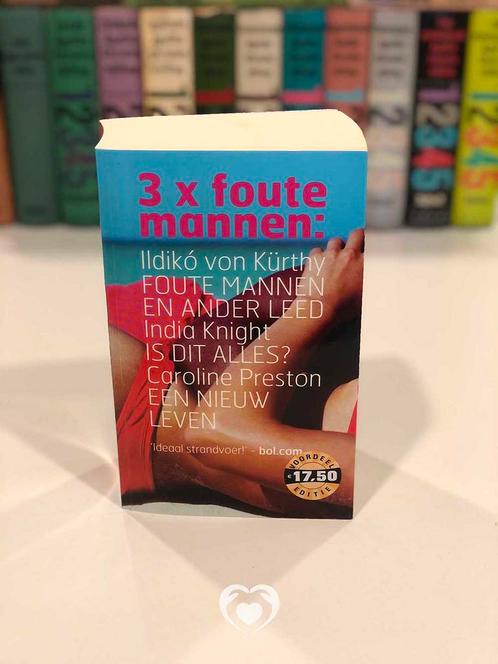 3 x foute
mannen:
Ildikó von Kürthy
FOUTE MANNEN
EN ANDER LEED
India Knight
IS DIT ALLES?
Caroline Preston
EEN NIEUW
LEVEN
'Ideaal strandvoer!' - bol.com
VOORDEEL
€ 17,50
EDITIE